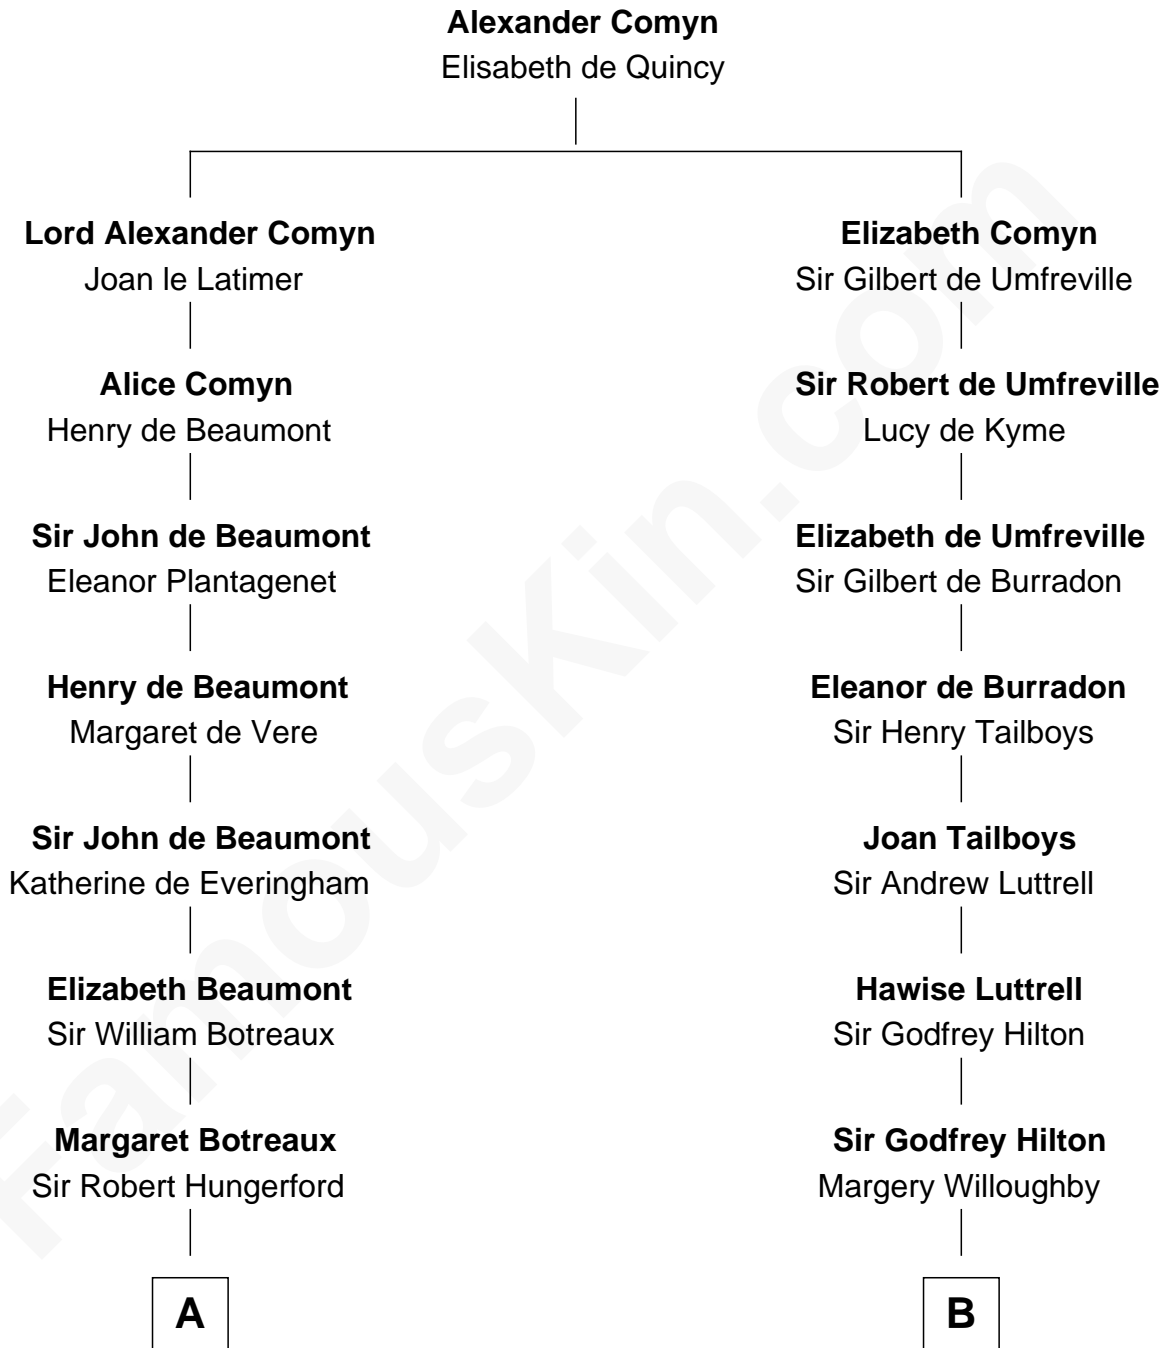 Alexander Comyn
Elisabeth de Quincy
Lord Alexander Comyn
Joan le Latimer
Alice Comyn
Henry de Beaumont
Sir John de Beaumont
Eleanor Plantagenet
Henry de Beaumont
Margaret de Vere
Sir John de Beaumont
Katherine de Everingham
Elizabeth Beaumont
Sir William Botreaux
Margaret Botreaux
Sir Robert Hungerford
A
Elizabeth Comyn
Sir Gilbert de Umfreville
Sir Robert de Umfreville
Lucy de Kyme
Elizabeth de Umfreville
Sir Gilbert de Burradon
Eleanor de Burradon
Sir Henry Tailboys
Joan Tailboys
Sir Andrew Luttrell
Hawise Luttrell
Sir Godfrey Hilton
Sir Godfrey Hilton
Margery Willoughby
B
FamousKin.com